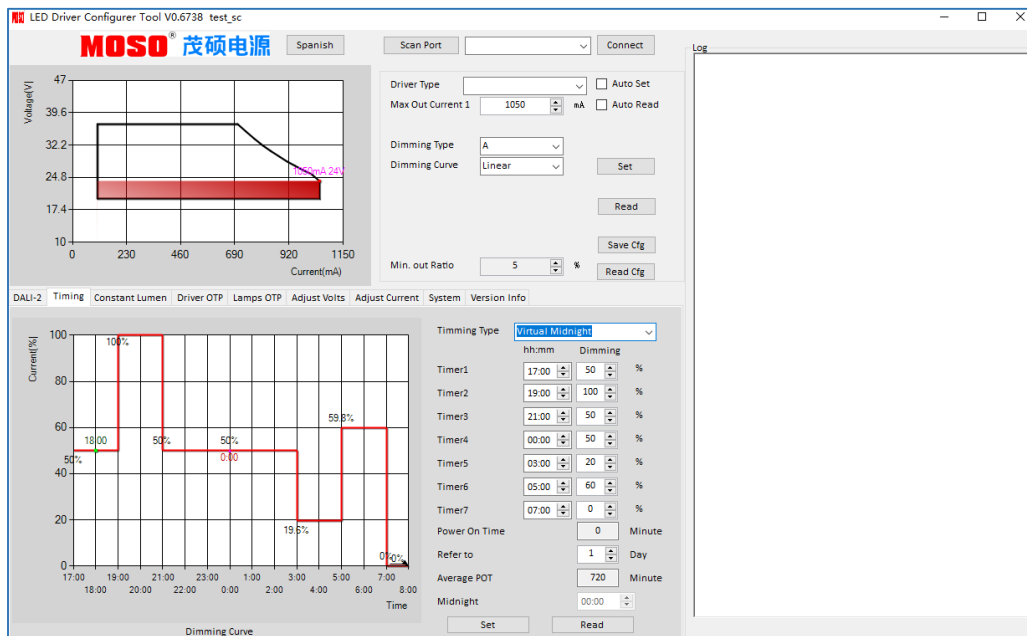 LED Driver Configurer Tool V0.6738 test_sc
MOSO® 茂硕电源
Spanish
Scan Port
Connect
Log
Voltage[V]
47
39.6
32.2
24.8
17.4
10
1050mA 24V
0 230 460 690 920 1150
Current(mA)
Driver Type
Auto Set
Max Out Current 1 1050 mA
Auto Read
Dimming Type A
Dimming Curve Linear
Set
Read
Save Cfg
Min. out Ratio 5 %
Read Cfg
DALI-2 Timing Constant Lumen Driver OTP Lamps OTP Adjust Volts Adjust Current System Version Info
Current[%]
100
80
60
40
20
0
100%
59.8%
18:00
50%
50%
50%
0:00
19.6%
0%
0%
17:00 19:00 21:00 23:00 1:00 3:00 5:00 7:00
18:00 20:00 22:00 0:00 2:00 4:00 6:00 8:00
Time
Dimming Curve
Timming Type Virtual Midnight
hh:mm Dimming
Timer1 17:00 50 %
Timer2 19:00 100 %
Timer3 21:00 50 %
Timer4 00:00 50 %
Timer5 03:00 20 %
Timer6 05:00 60 %
Timer7 07:00 0 %
Power On Time 0 Minute
Refer to 1 Day
Average POT 720 Minute
Midnight 00:00
Set Read